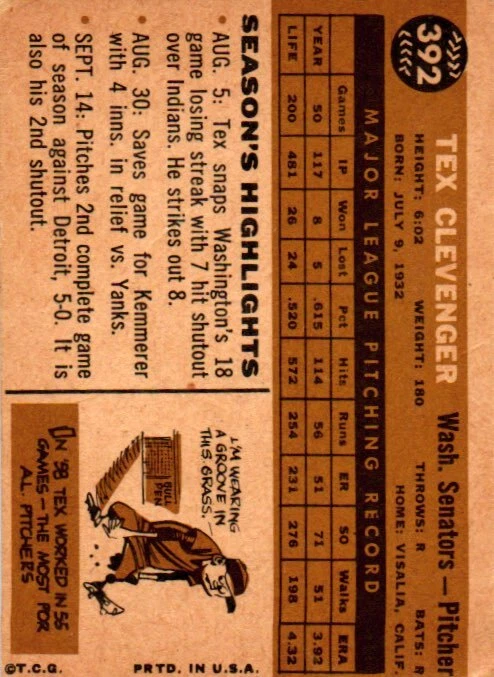 392
TEX CLEVENGER Wash. Senators — Pitcher
HEIGHT: 6:02 WEIGHT: 180 THROWS: R BATS: R
BORN: JULY 9, 1932 HOME: VISALIA, CALIF.
MAJOR LEAGUE PITCHING RECORD
Games IP Won Lost Pct Hits Runs ER SO Walks ERA
YEAR 50 117 8 5 .615 114 56 51 71 51 3.92
LIFE 200 481 26 24 .520 572 254 231 276 198 4.32
SEASON'S HIGHLIGHTS
• AUG. 5: Tex snaps Washington's 18
game losing streak with 7 hit shutout
over Indians. He strikes out 8.
• AUG. 30: Saves game for Kemmerer
with 4 inns. in relief vs. Yanks.
• SEPT. 14: Pitches 2nd complete game
of season against Detroit, 5-0. It is
also his 2nd shutout.
I'M WEARING
A GROOVE IN
THIS GRASS.
BULL
PEN
IN '58 TEX WORKED IN 55
GAMES—THE MOST FOR
A.L. PITCHERS
©T.C.G. PRTD. IN U.S.A.